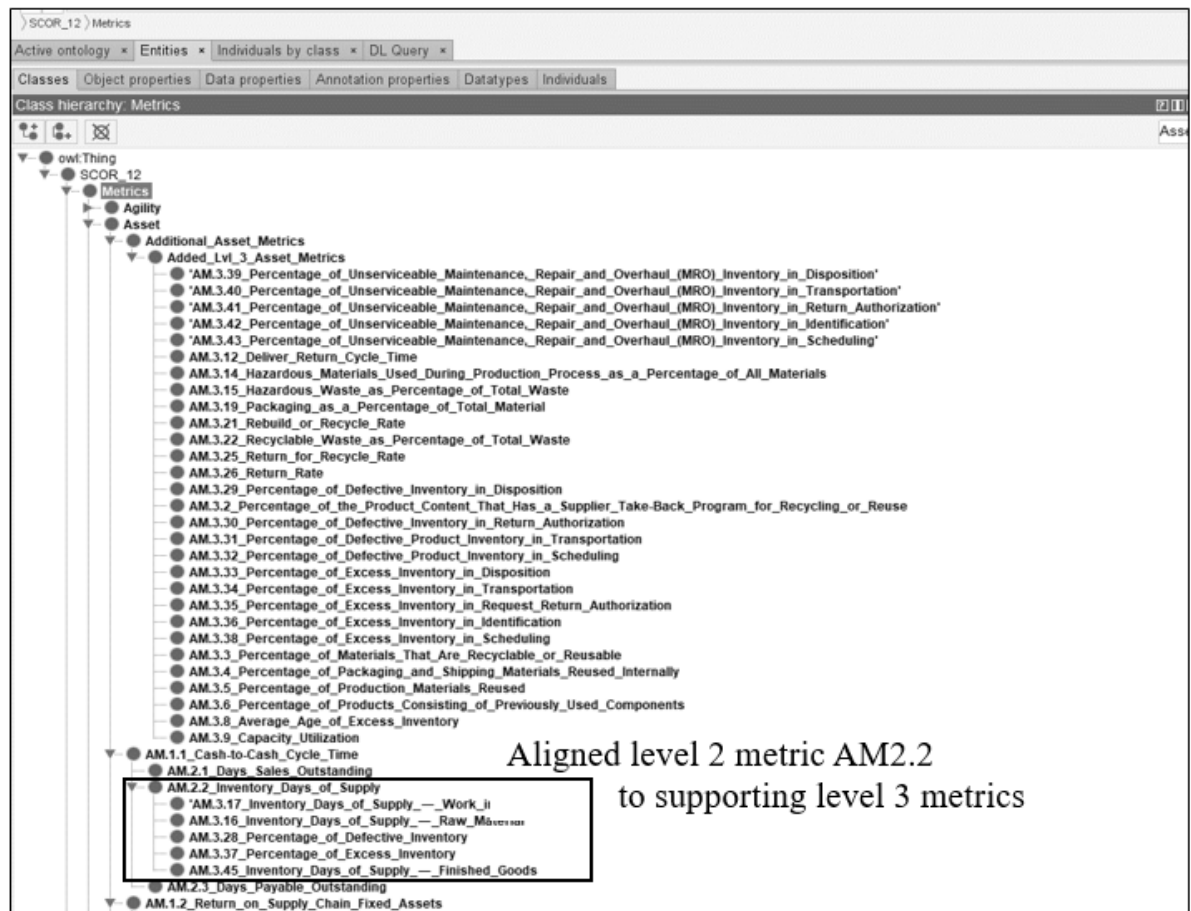 SCOR_12 Metrics
Active ontology × Entities × Individuals by class × DL Query ×
Classes Object properties Data properties Annotation properties Datatypes Individuals
Class hierarchy: Metrics
Asse
owl:Thing
SCOR_12
Metrics
Agility
Asset
Additional_Asset_Metrics
Added_Lvl_3_Asset_Metrics
'AM.3.39_Percentage_of_Unserviceable_Maintenance,_Repair_and_Overhaul_(MRO)_Inventory_in_Disposition'
'AM.3.40_Percentage_of_Unserviceable_Maintenance,_Repair_and_Overhaul_(MRO)_Inventory_in_Transportation'
'AM.3.41_Percentage_of_Unserviceable_Maintenance,_Repair_and_Overhaul_(MRO)_Inventory_in_Return_Authorization'
'AM.3.42_Percentage_of_Unserviceable_Maintenance,_Repair_and_Overhaul_(MRO)_Inventory_in_Identification'
'AM.3.43_Percentage_of_Unserviceable_Maintenance,_Repair_and_Overhaul_(MRO)_Inventory_in_Scheduling'
AM.3.12_Deliver_Return_Cycle_Time
AM.3.14_Hazardous_Materials_Used_During_Production_Process_as_a_Percentage_of_All_Materials
AM.3.15_Hazardous_Waste_as_Percentage_of_Total_Waste
AM.3.19_Packaging_as_a_Percentage_of_Total_Material
AM.3.21_Rebuild_or_Recycle_Rate
AM.3.22_Recyclable_Waste_as_Percentage_of_Total_Waste
AM.3.25_Return_for_Recycle_Rate
AM.3.26_Return_Rate
AM.3.29_Percentage_of_Defective_Inventory_in_Disposition
AM.3.2_Percentage_of_the_Product_Content_That_Has_a_Supplier_Take-Back_Program_for_Recycling_or_Reuse
AM.3.30_Percentage_of_Defective_Inventory_in_Return_Authorization
AM.3.31_Percentage_of_Defective_Product_Inventory_in_Transportation
AM.3.32_Percentage_of_Defective_Product_Inventory_in_Scheduling
AM.3.33_Percentage_of_Excess_Inventory_in_Disposition
AM.3.34_Percentage_of_Excess_Inventory_in_Transportation
AM.3.35_Percentage_of_Excess_Inventory_in_Request_Return_Authorization
AM.3.36_Percentage_of_Excess_Inventory_in_Identification
AM.3.38_Percentage_of_Excess_Inventory_in_Scheduling
AM.3.3_Percentage_of_Materials_That_Are_Recyclable_or_Reusable
AM.3.4_Percentage_of_Packaging_and_Shipping_Materials_Reused_Internally
AM.3.5_Percentage_of_Production_Materials_Reused
AM.3.6_Percentage_of_Products_Consisting_of_Previously_Used_Components
AM.3.8_Average_Age_of_Excess_Inventory
AM.3.9_Capacity_Utilization
AM.1.1_Cash-to-Cash_Cycle_Time
AM.2.1_Days_Sales_Outstanding
AM.2.2_Inventory_Days_of_Supply
'AM.3.17_Inventory_Days_of_Supply_—_Work_i
AM.3.16_Inventory_Days_of_Supply_—_Raw_Material
AM.3.28_Percentage_of_Defective_Inventory
AM.3.37_Percentage_of_Excess_Inventory
AM.3.45_Inventory_Days_of_Supply_—_Finished_Goods
AM.2.3_Days_Payable_Outstanding
AM.1.2_Return_on_Supply_Chain_Fixed_Assets
Aligned level 2 metric AM2.2
to supporting level 3 metrics